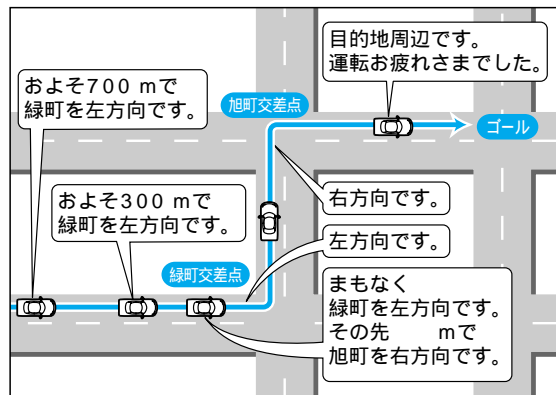 目的地周辺です。
運転お疲れさまでした。
およそ700 mで
緑町を左方向です。
旭町交差点
ゴール
およそ300 mで
緑町を左方向です。
右方向です。
左方向です。
緑町交差点
まもなく
緑町を左方向です。
その先　　mで
旭町を右方向です。